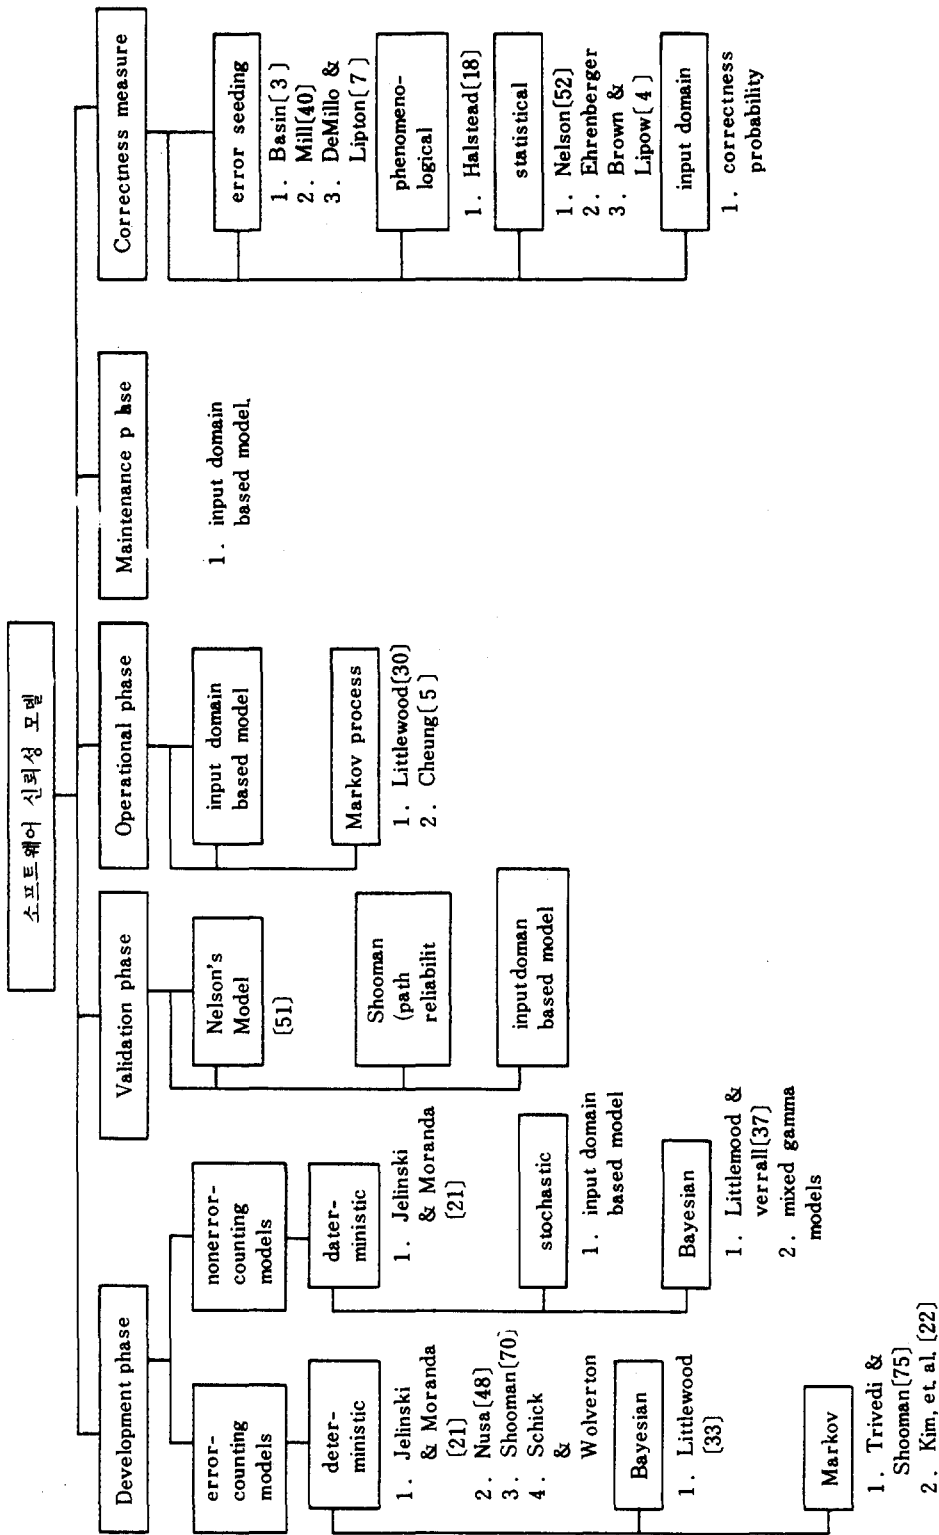 소프트웨어 신뢰성 모델
Development phase
error-
counting
models
deter-
ministic
1. Jelinski
& Moranda
[21]
2. Nusa[48]
3. Shooman[70]
4. Schick
&
Wolverton
Bayesian
1. Littlewood
[33]
Markov
1. Trivedi &
Shooman[75]
2. Kim, et. al. [22]
nonerror-
counting
models
dater-
ministic
1. Jelinski
& Moranda
[21]
stochastic
1. input domain
based model
Bayesian
1. Littlemood &
verrall[37]
2. mixed gamma
models
Validation phase
Nelson's
Model
[51]
Shooman
(path
reliabilit
input doman
based model
Operational phase
input domain
based model
Markov process
1. Littlewood[30]
2. Cheung[5]
Maintenance p hse
1. input domain
based model.
Correctness measure
error seeding
1. Basin[3]
2. Mill[40]
3. DeMillo &
Lipton[7]
phenomeno-
logical
1. Halstead[18]
statistical
1. Nelson[52]
2. Ehrenberger
3. Brown &
Lipow[4]
input domain
1. correctness
probability